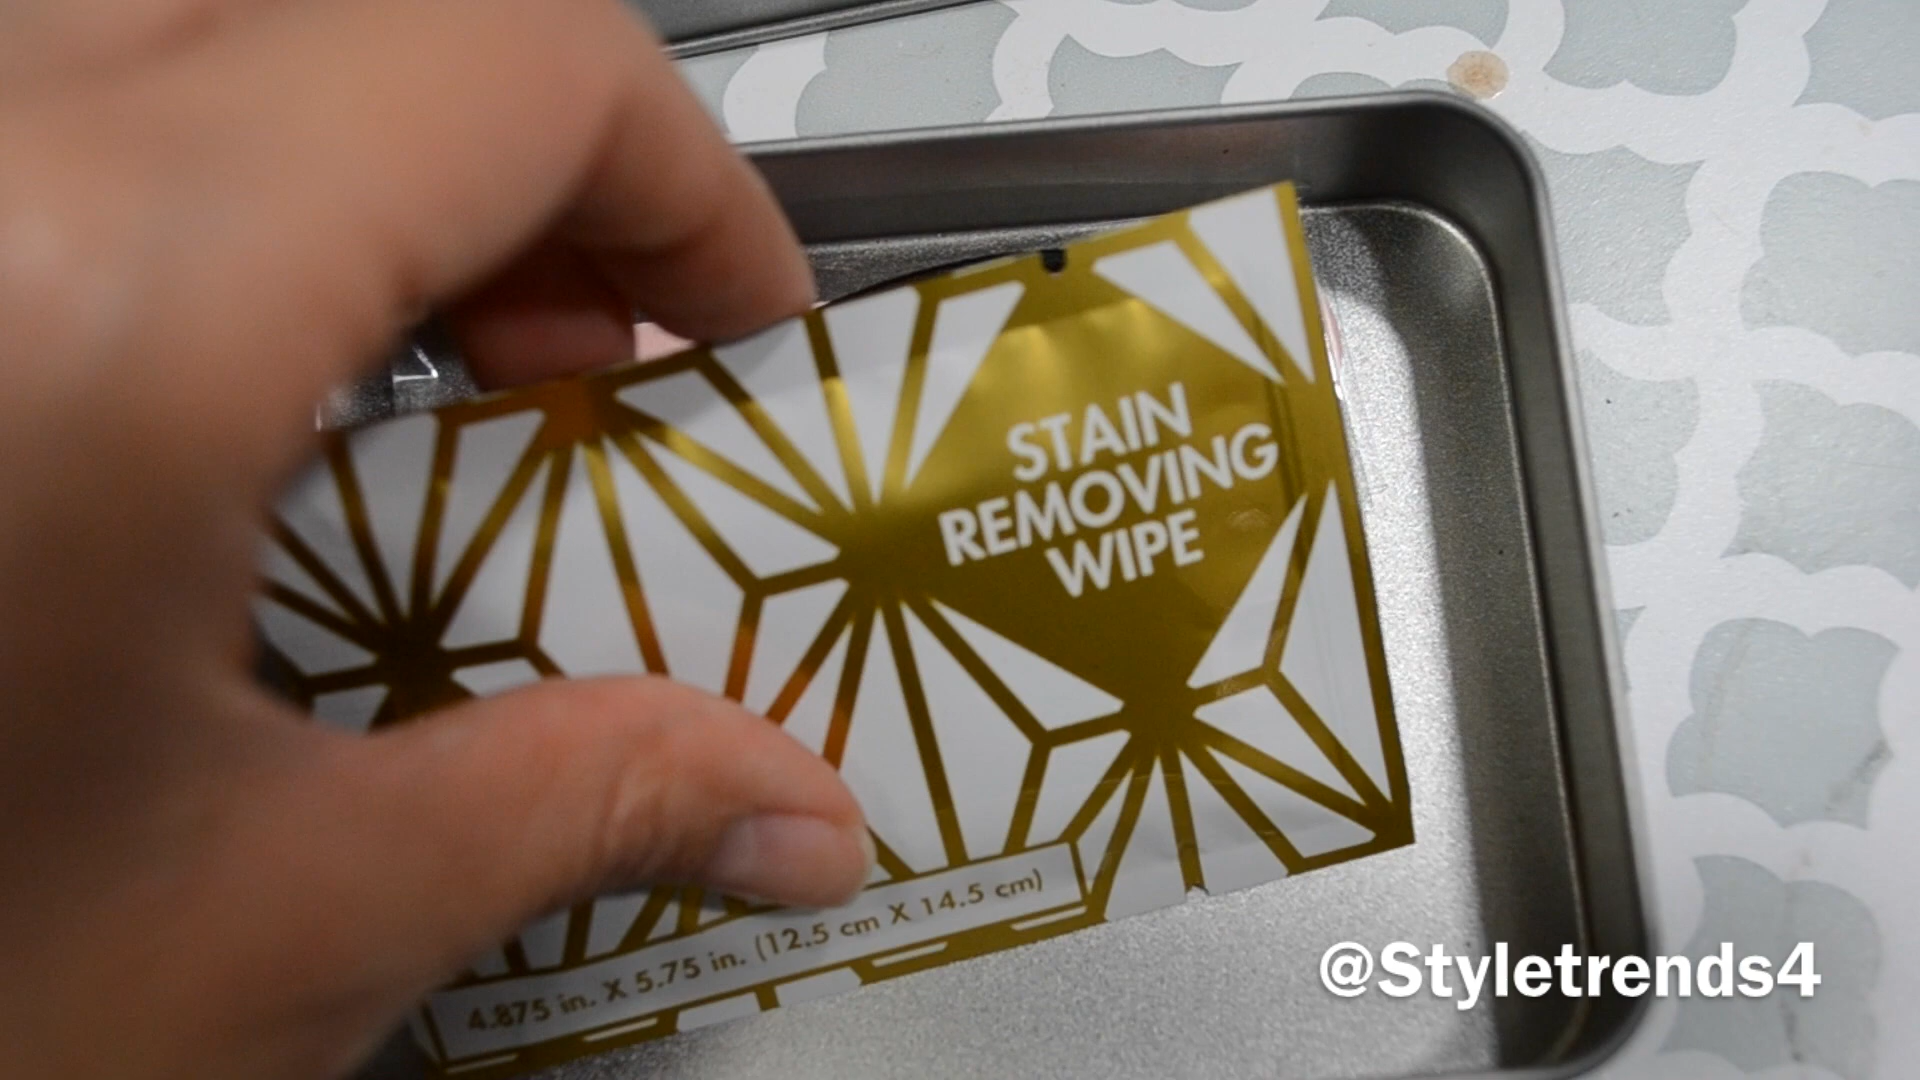 STAIN
REMOVING
WIPE
4.875 in. X 5.75 in. (12.5 cm X 14.5 cm)
@Styletrends4